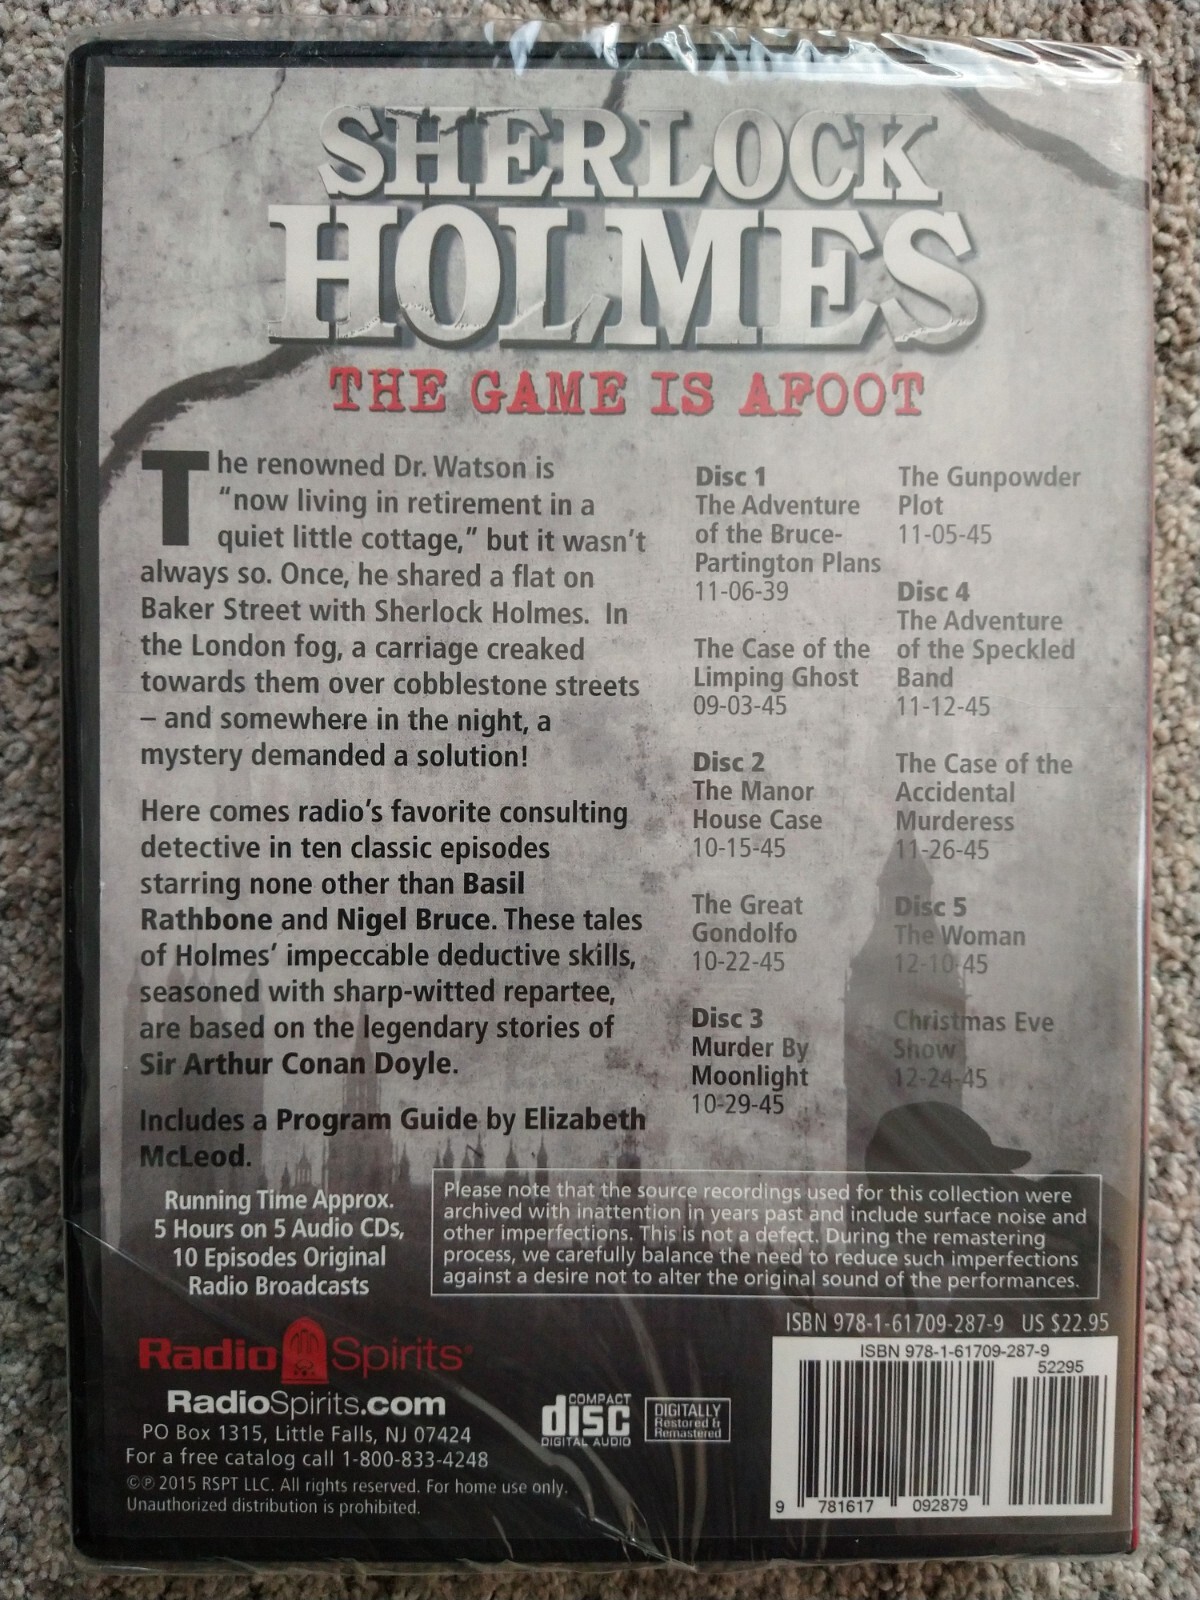 SHERLOCK
HOLMES
THE GAME IS AFOOT
The renowned Dr. Watson is
“now living in retirement in a
quiet little cottage,” but it wasn’t
always so. Once, he shared a flat on
Baker Street with Sherlock Holmes. In
the London fog, a carriage creaked
towards them over cobblestone streets
– and somewhere in the night, a
mystery demanded a solution!
Here comes radio’s favorite consulting
detective in ten classic episodes
starring none other than Basil
Rathbone and Nigel Bruce. These tales
of Holmes’ impeccable deductive skills,
seasoned with sharp-witted repartee,
are based on the legendary stories of
Sir Arthur Conan Doyle.
Includes a Program Guide by Elizabeth
McLeod.
Disc 1
The Adventure
of the Bruce-
Partington Plans
11-06-39
The Case of the
Limping Ghost
09-03-45
Disc 2
The Manor
House Case
10-15-45
The Great
Gondolfo
10-22-45
Disc 3
Murder By
Moonlight
10-29-45
The Gunpowder
Plot
11-05-45
Disc 4
The Adventure
of the Speckled
Band
11-12-45
The Case of the
Accidental
Murderess
11-26-45
Disc 5
The Woman
12-10-45
Christmas Eve
Show
12-24-45
Running Time Approx.
5 Hours on 5 Audio CDs,
10 Episodes Original
Radio Broadcasts
Please note that the source recordings used for this collection were
archived with inattention in years past and include surface noise and
other imperfections. This is not a defect. During the remastering
process, we carefully balance the need to reduce such imperfections
against a desire not to alter the original sound of the performances.
ISBN 978-1-61709-287-9 US $22.95
ISBN 978-1-61709-287-9
52295
9 781617 092879
Radio Spirits®
RadioSpirits.com
PO Box 1315, Little Falls, NJ 07424
For a free catalog call 1-800-833-4248
©℗ 2015 RSPT LLC. All rights reserved. For home use only.
Unauthorized distribution is prohibited.
COMPACT
disc
DIGITAL AUDIO
DIGITALLY
Restored &
Remastered